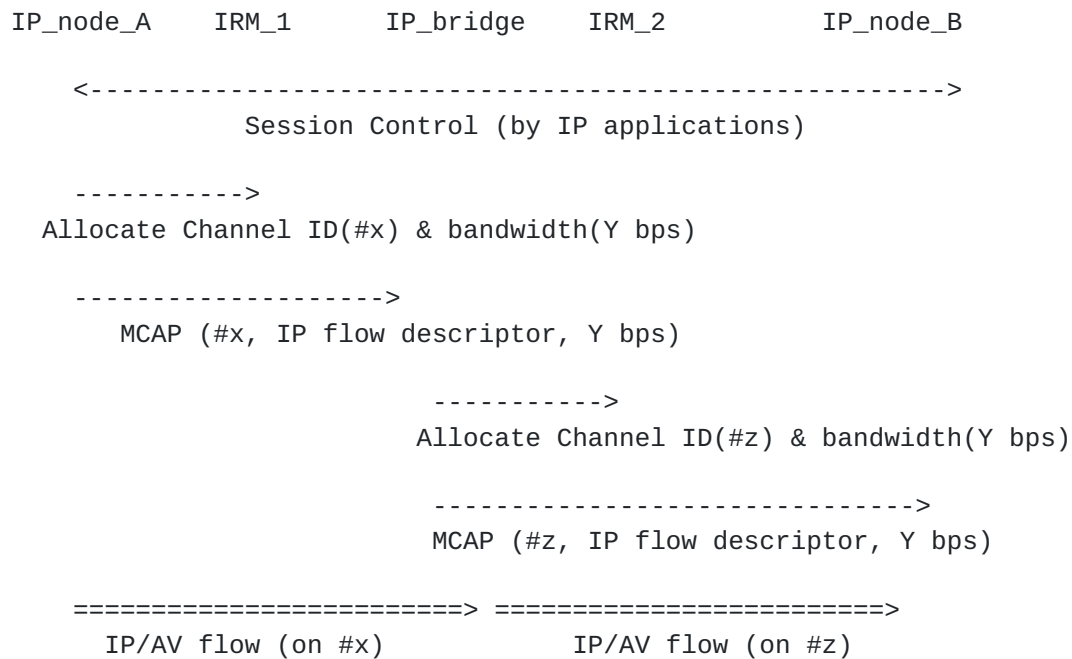 IP_node_A IRM_1 IP_bridge IRM_2 IP_node_B
<------------------------------------------------------->
Session Control (by IP applications)
----------->
Allocate Channel ID(#x) & bandwidth(Y bps)
-------------------->
MCAP (#x, IP flow descriptor, Y bps)
----------->
Allocate Channel ID(#z) & bandwidth(Y bps)
------------------------------->
MCAP (#z, IP flow descriptor, Y bps)
=========================> =========================>
IP/AV flow (on #x) IP/AV flow (on #z)